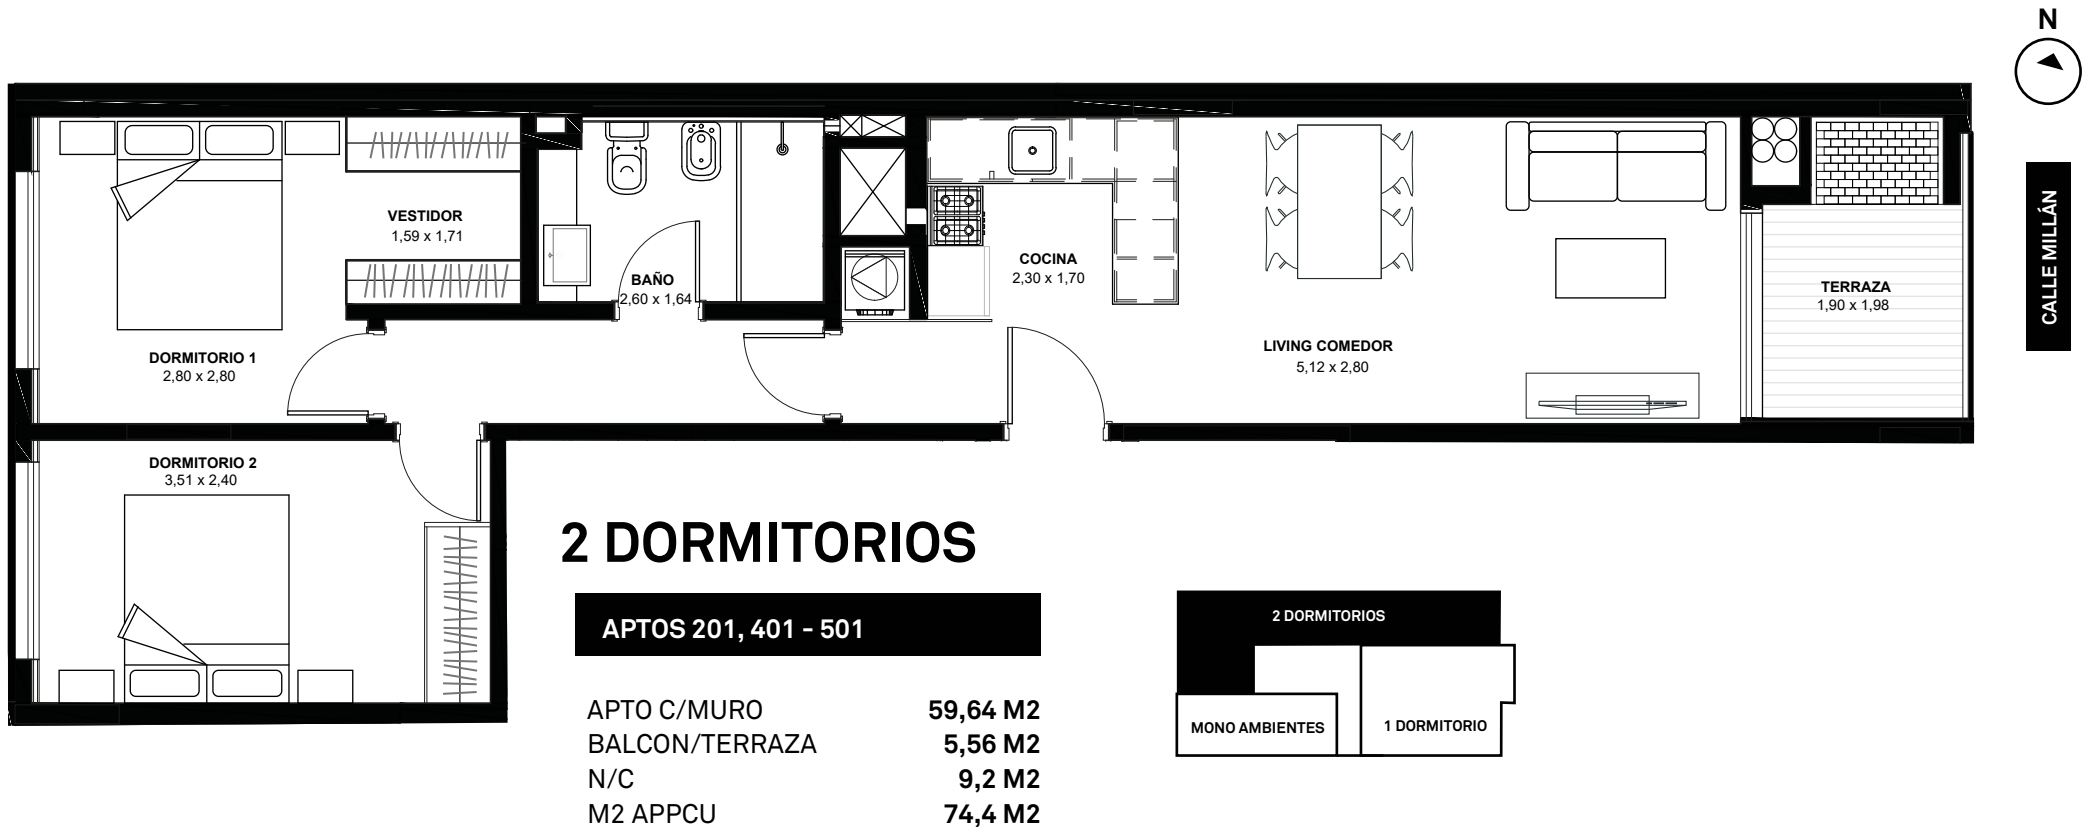 N
CALLE MILLÁN
VESTIDOR
1,59 x 1,71
BAÑO
2,60 x 1,64
COCINA
2,30 x 1,70
TERRAZA
1,90 x 1,98
DORMITORIO 1
2,80 x 2,80
LIVING COMEDOR
5,12 x 2,80
DORMITORIO 2
3,51 x 2,40
2 DORMITORIOS
APTOS 201, 401 - 501
APTO C/MURO 59,64 M2
BALCON/TERRAZA 5,56 M2
N/C 9,2 M2
M2 APPCU 74,4 M2
2 DORMITORIOS
MONO AMBIENTES
1 DORMITORIO